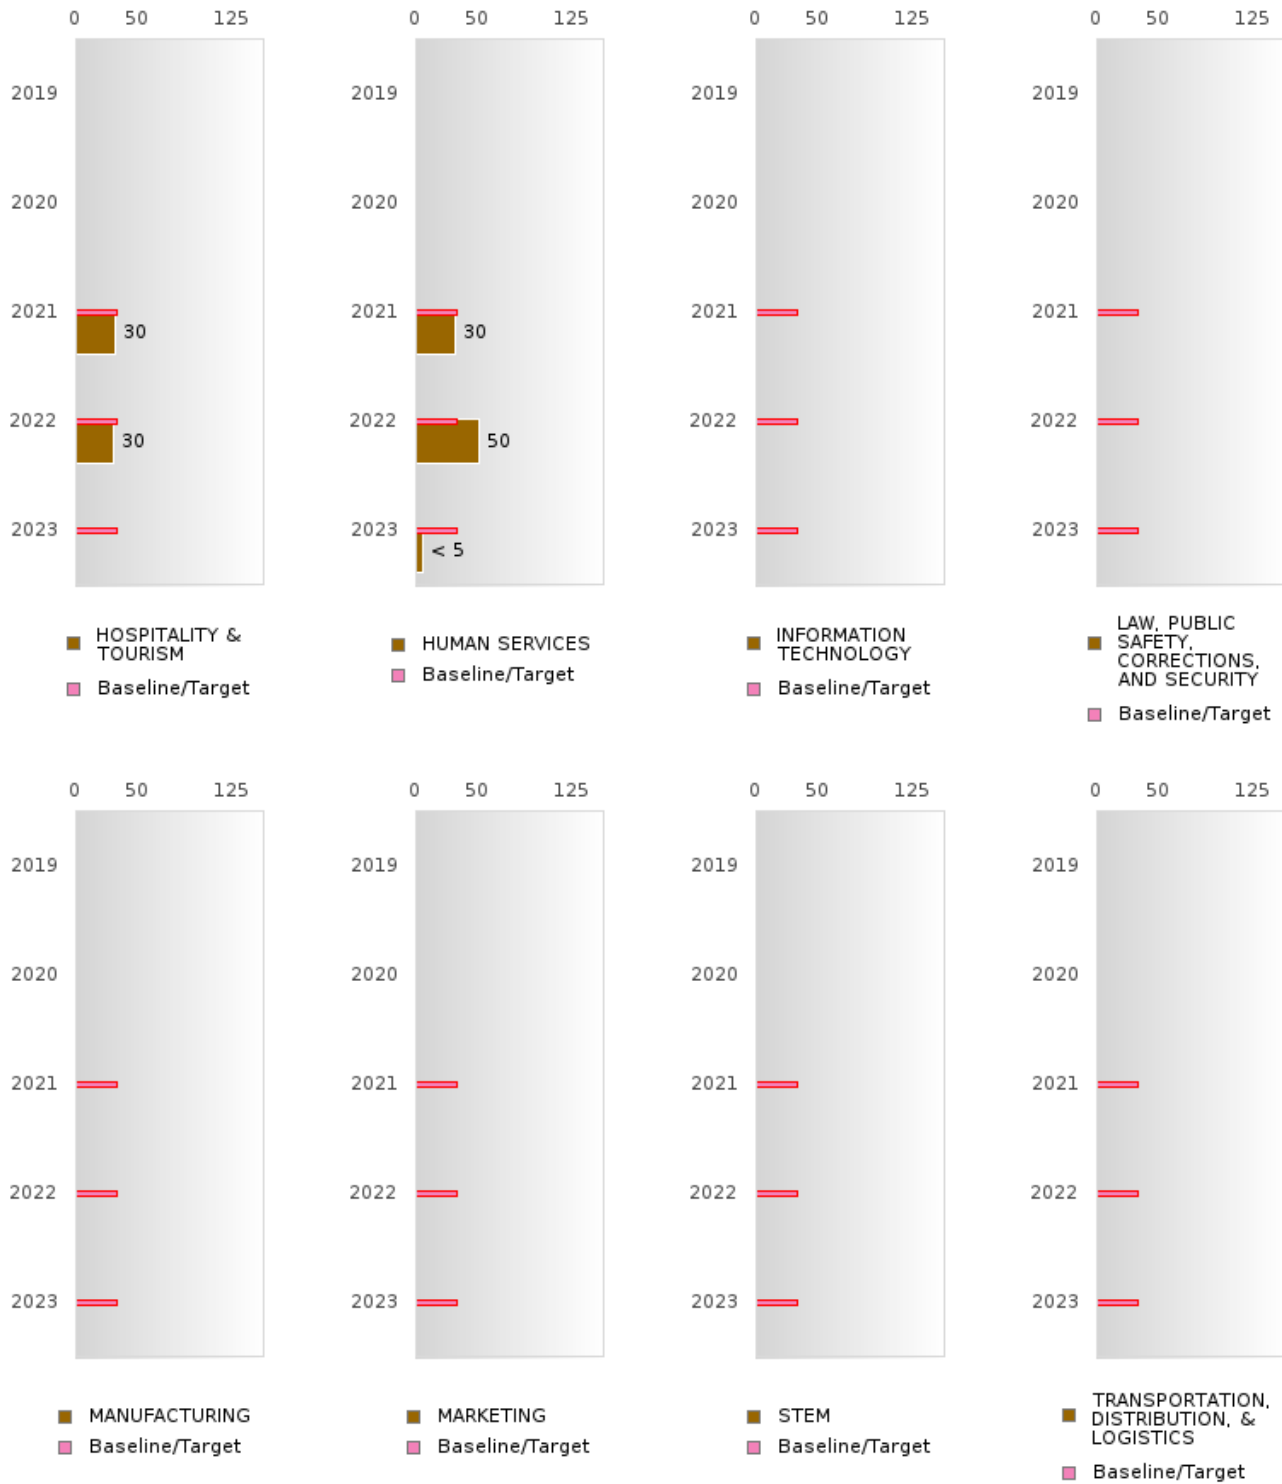 0 50 125
2019
2020
2021
30
2022
30
2023
HOSPITALITY &
TOURISM
Baseline/Target
0 50 125
2019
2020
2021
30
2022
50
2023
< 5
HUMAN SERVICES
Baseline/Target
0 50 125
2019
2020
2021
2022
2023
INFORMATION
TECHNOLOGY
Baseline/Target
0 50 125
2019
2020
2021
2022
2023
LAW, PUBLIC
SAFETY,
CORRECTIONS,
AND SECURITY
Baseline/Target
0 50 125
2019
2020
2021
2022
2023
MANUFACTURING
Baseline/Target
0 50 125
2019
2020
2021
2022
2023
MARKETING
Baseline/Target
0 50 125
2019
2020
2021
2022
2023
STEM
Baseline/Target
0 50 125
2019
2020
2021
2022
2023
TRANSPORTATION,
DISTRIBUTION, &
LOGISTICS
Baseline/Target